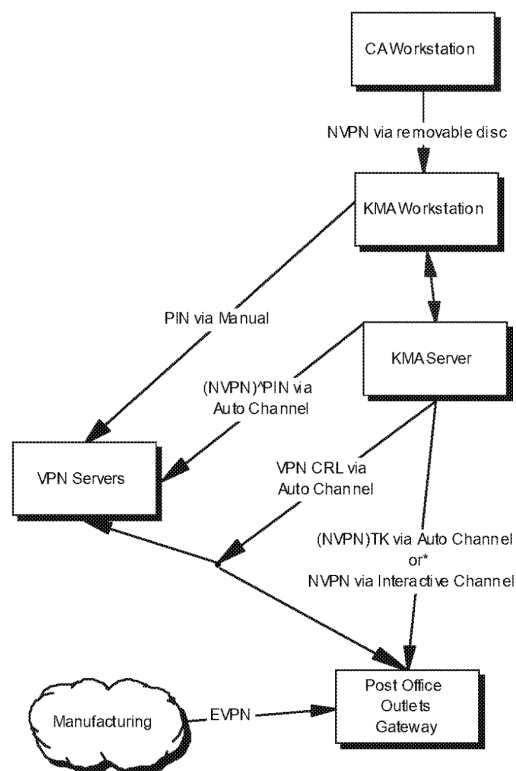 CA Workstation
NVPN via removable disc
KMA Workstation
PIN via Manual
KMA Server
(NVPN)^PIN via
Auto Channel
VPN Servers
VPN CRL via
Auto Channel
(NVPN)TK via Auto Channel
or*
NVPN via Interactive Channel
Manufacturing
EVPN
Post Office
Outlets
Gateway